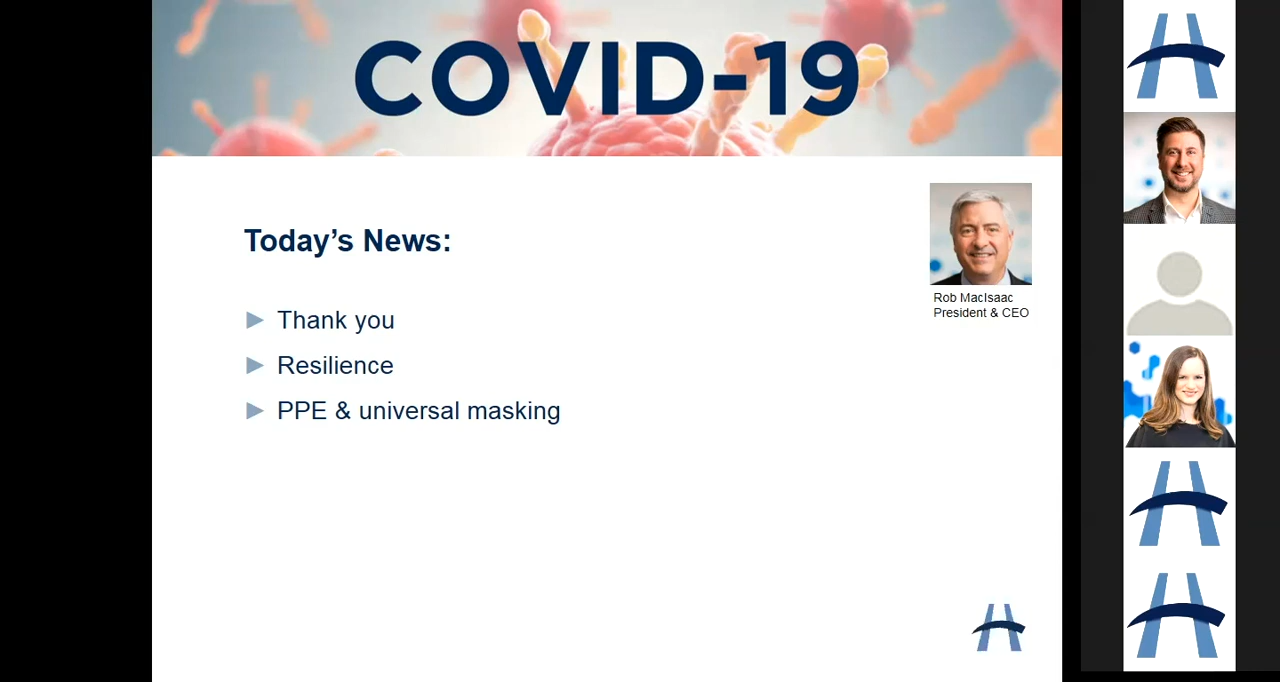 COVID-19
Today’s News:
Thank you
Resilience
PPE & universal masking
Rob MacIsaac
President & CEO